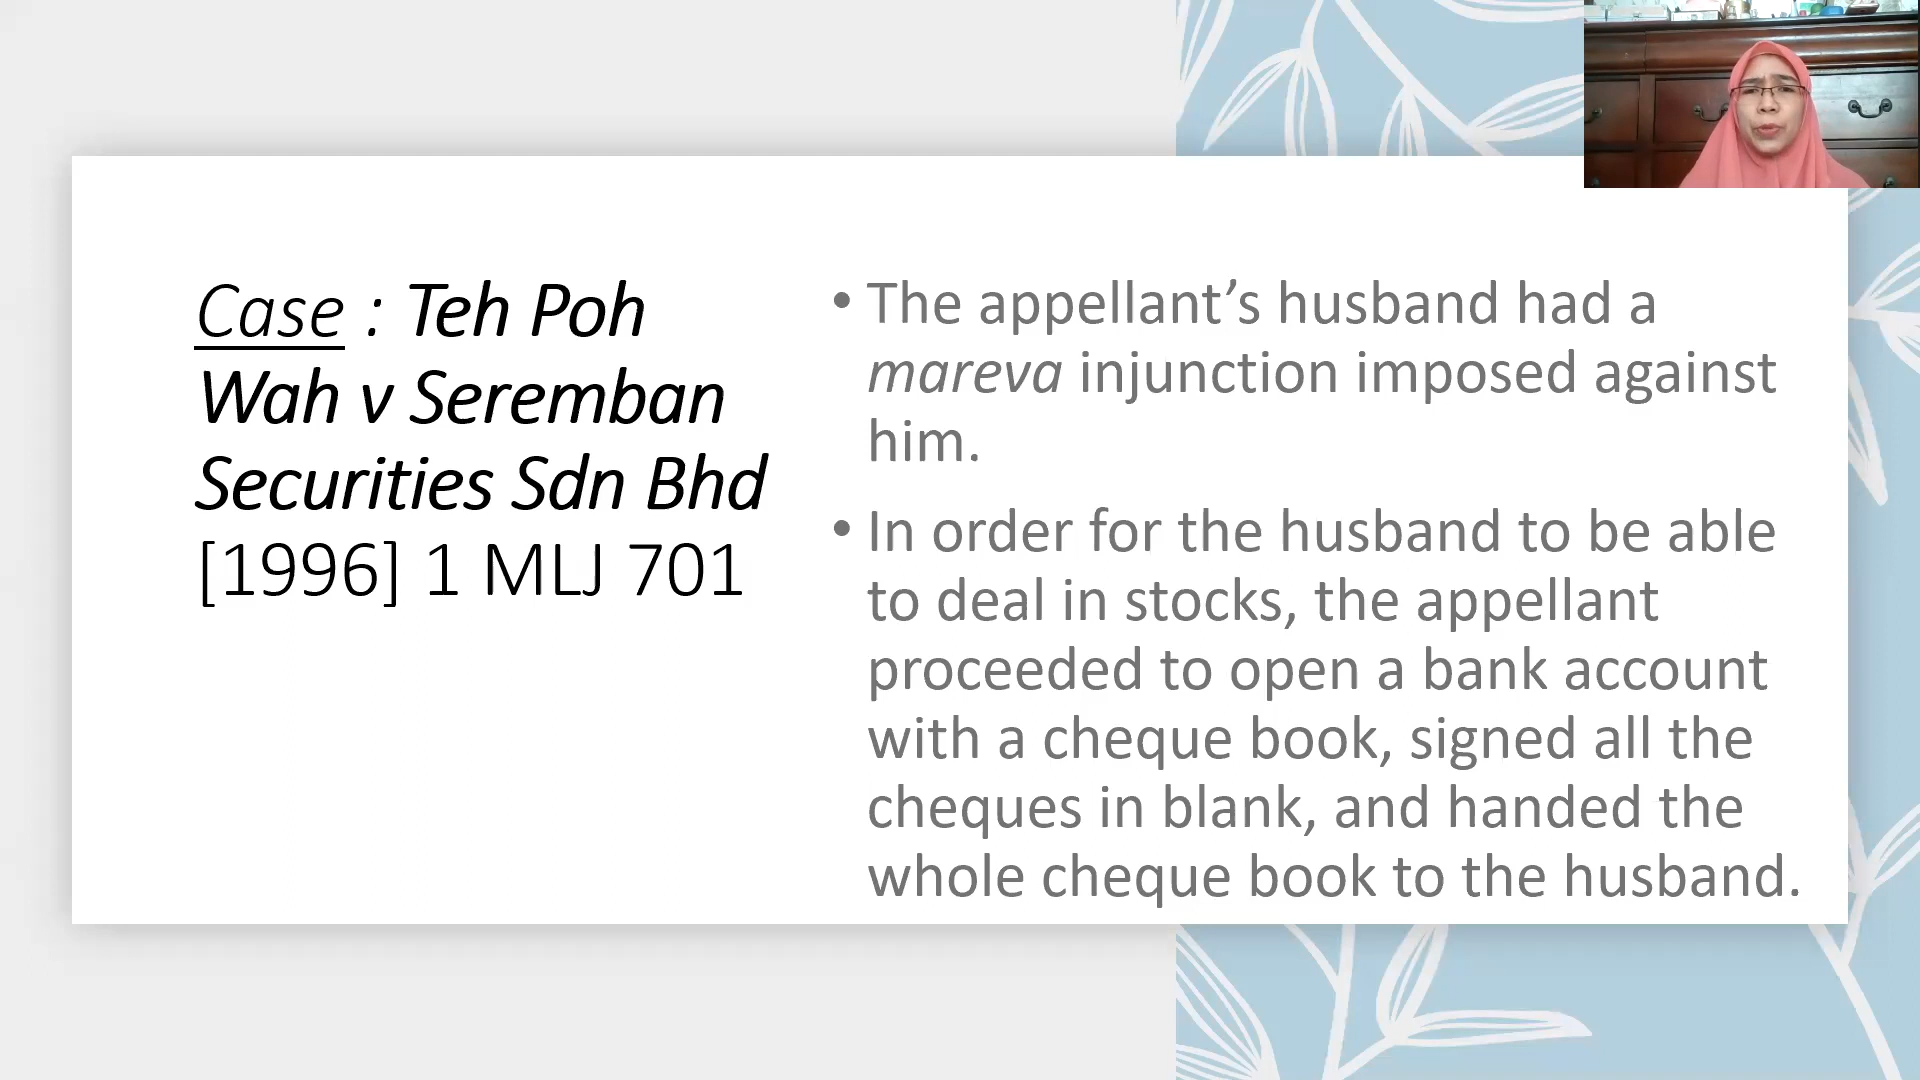 Case : Teh Poh
Wah v Seremban
Securities Sdn Bhd
[1996] 1 MLJ 701
• The appellant’s husband had a
mareva injunction imposed against
him.
• In order for the husband to be able
to deal in stocks, the appellant
proceeded to open a bank account
with a cheque book, signed all the
cheques in blank, and handed the
whole cheque book to the husband.